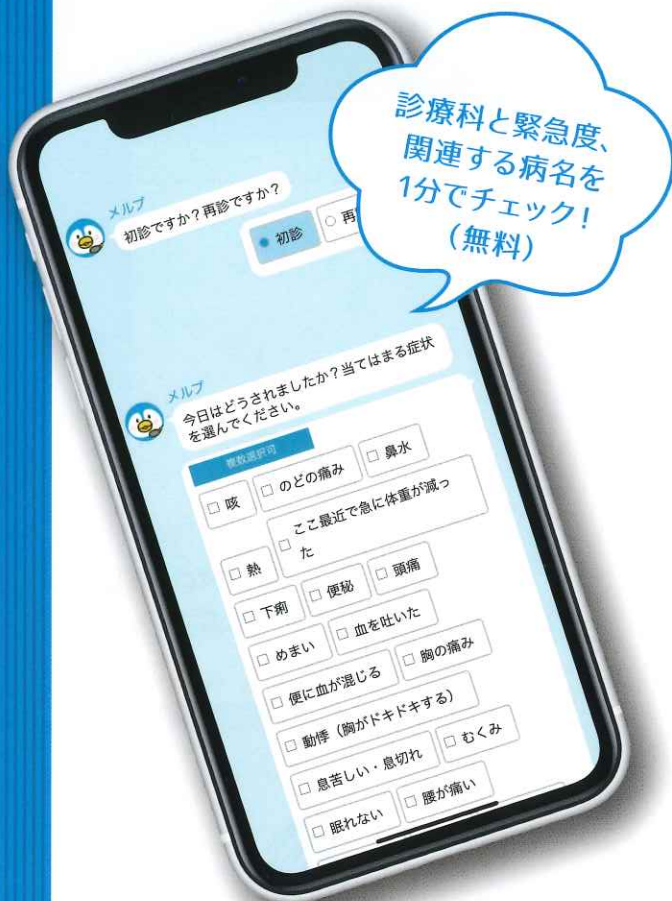 診療科と緊急度、
関連する病名を
1分でチェック!
(無料)
メルプ
初診ですか?再診ですか?
初診
再
メルプ
今日はどうされましたか?当てはまる症状
を選んでください。
複数選択可
咳 のどの痛み 鼻水
熱 ここ最近で急に体重が減っ
た
下痢 便秘 頭痛
めまい 血を吐いた
便に血が混じる 胸の痛み
動悸(胸がドキドキする)
息苦しい・息切れ むくみ
眠れない 腰が痛い